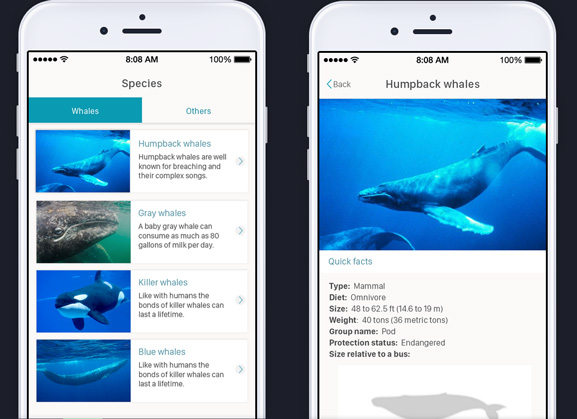 8:08 AM 100%
Species
Whales Others
Humpback whales
Humpback whales are well
known for breaching and
their complex songs.
Gray whales
A baby gray whale can
consume as much as 80
gallons of milk per day.
Killer whales
Like with humans the
bonds of killer whales can
last a lifetime.
Blue whales
Like with humans the
bonds of killer whales can
last a lifetime.
8:08 AM 100%
Back Humpback whales
Quick facts
Type: Mammal
Diet: Omnivore
Size: 48 to 62.5 ft (14.6 to 19 m)
Weight: 40 tons (36 metric tons)
Group name: Pod
Protection status: Endangered
Size relative to a bus: